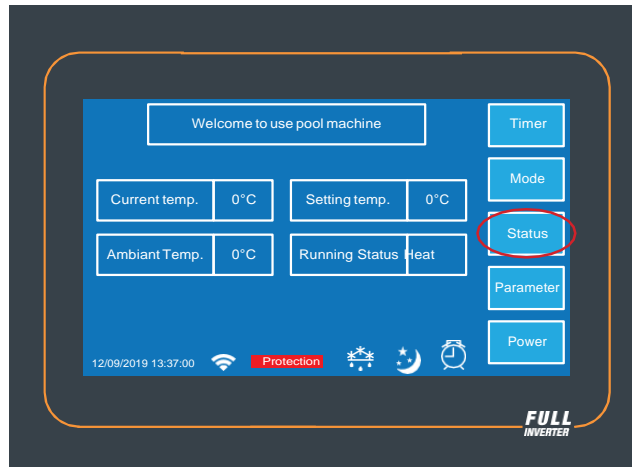 Welcome to use pool machine
Timer
Mode
Current temp. 0°C Setting temp. 0°C
Status
Ambiant Temp. 0°C Running Status Heat
Parameter
Power
12/09/2019 13:37:00 Protection
FULL
INVERTER